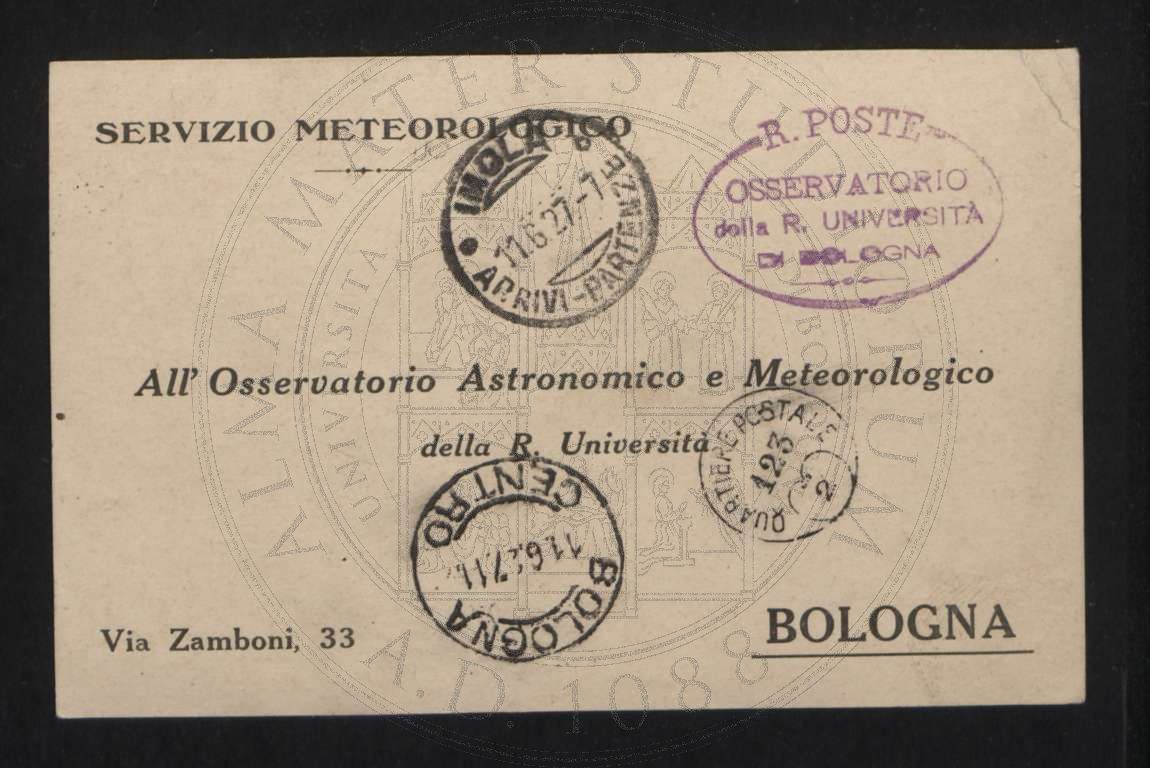 SERVIZIO METEOROLOGICO
IMOLA
11.6.27.-7
ARRIVI-PARTENZE
R. POSTE
OSSERVATORIO
della R. UNIVERSITÀ
DI BOLOGNA
All' Osservatorio Astronomico e Meteorologico
della R. Università
QUARTIERE POSTALE
123
2
BOLOGNA
CENTRO
11.6.27.11
Via Zamboni, 33
BOLOGNA
ALMA MATER STUDIORUM
A.D. 1088
UNIVERSITÀ